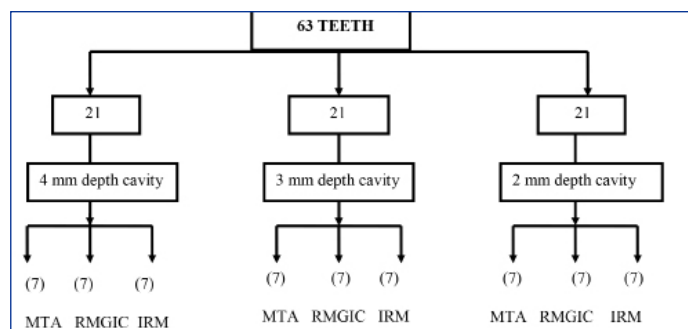 63 TEETH
21 21 21
4 mm depth cavity 3 mm depth cavity 2 mm depth cavity
(7) (7) (7) (7) (7) (7) (7) (7) (7)
MTA RMGIC IRM MTA RMGIC IRM MTA RMGIC IRM